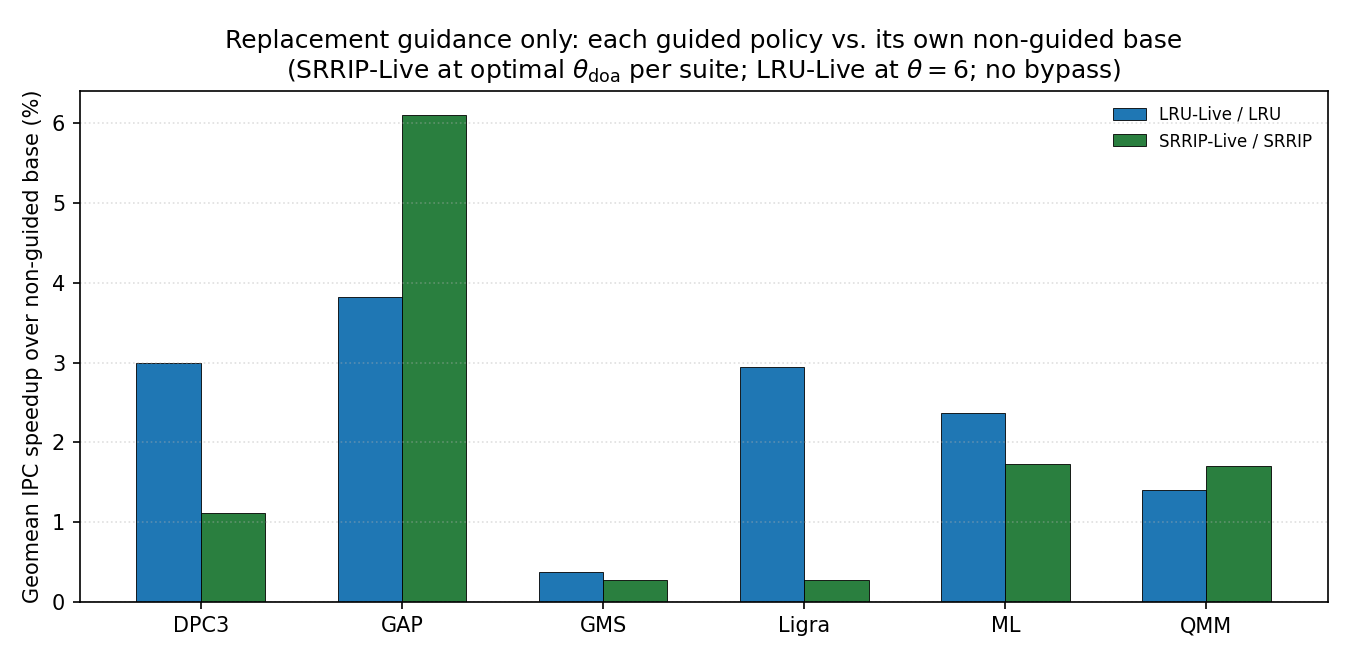 Replacement guidance only: each guided policy vs. its own non-guided base
(SRRIP-Live at optimal θdoa per suite; LRU-Live at θ = 6; no bypass)
Geomean IPC speedup over non-guided base (%)
6
5
4
3
2
1
0
LRU-Live / LRU
SRRIP-Live / SRRIP
DPC3
GAP
GMS
Ligra
ML
QMM